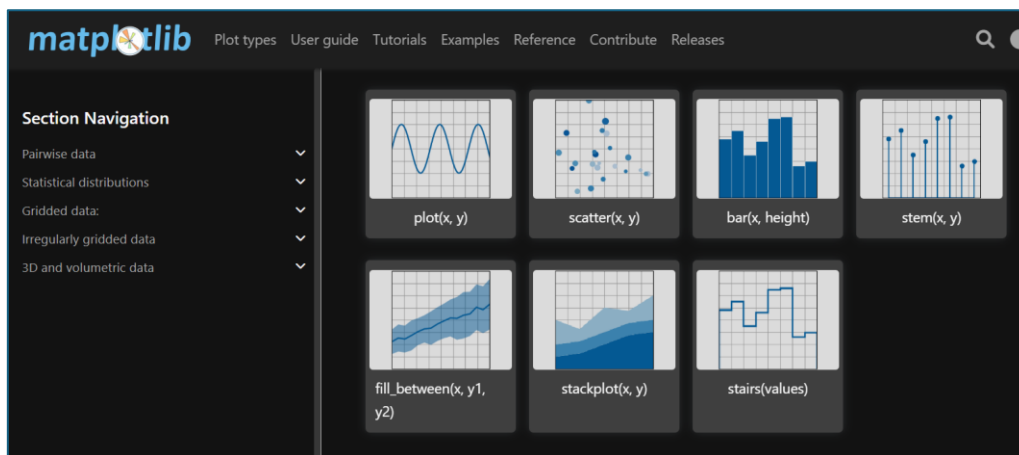 matplotlib Plot types User guide Tutorials Examples Reference Contribute Releases
Section Navigation
Pairwise data
Statistical distributions
Gridded data:
Irregularly gridded data
3D and volumetric data
plot(x, y)
scatter(x, y)
bar(x, height)
stem(x, y)
fill_between(x, y1,
y2)
stackplot(x, y)
stairs(values)